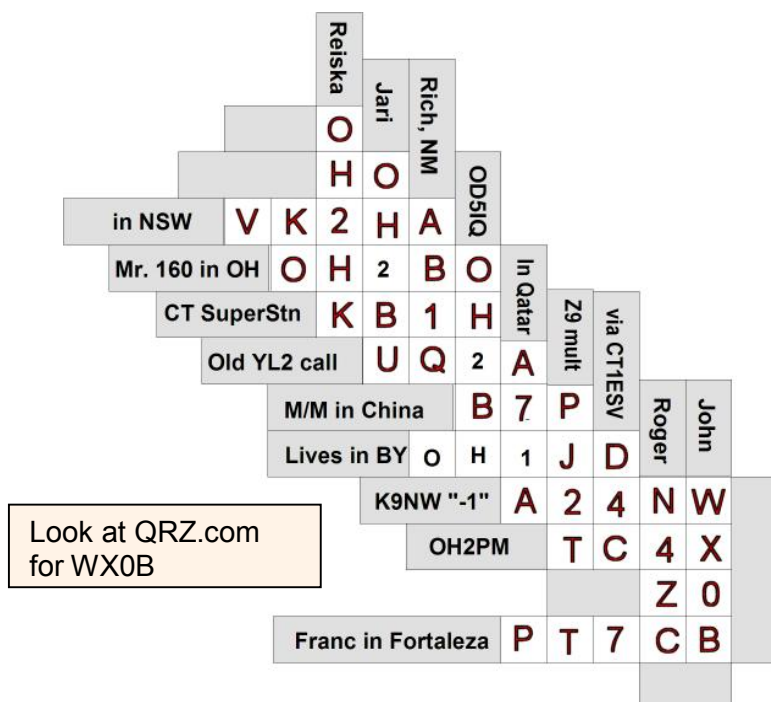 Reiska
Jari
Rich, NM
O
H O
OD5IQ
in NSW V K 2 H A
Mr. 160 in OH O H 2 B O
In Qatar
CT SuperStn K B 1 H
Z9 mult
via CT1ESV
Old YL2 call U Q 2 A
M/M in China B 7 P
Roger
John
Lives in BY O H 1 J D
K9NW "-1" A 2 4 N W
OH2PM T C 4 X
Z 0
Franc in Fortaleza P T 7 C B
Look at QRZ.com
for WX0B